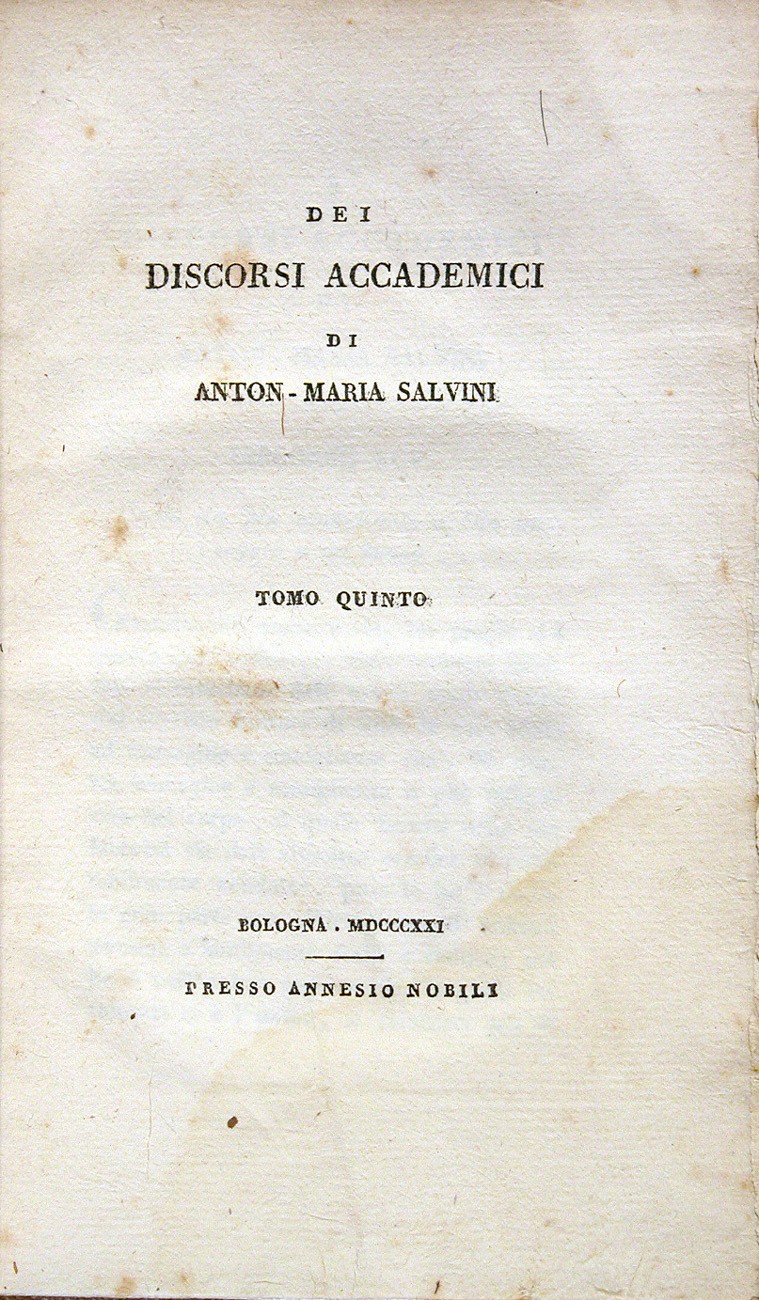 DEI
DISCORSI ACCADEMICI
DI
ANTON-MARIA SALVINI
TOMO QUINTO
BOLOGNA . MDCCCXXI
PRESSO ANNESIO NOBILI